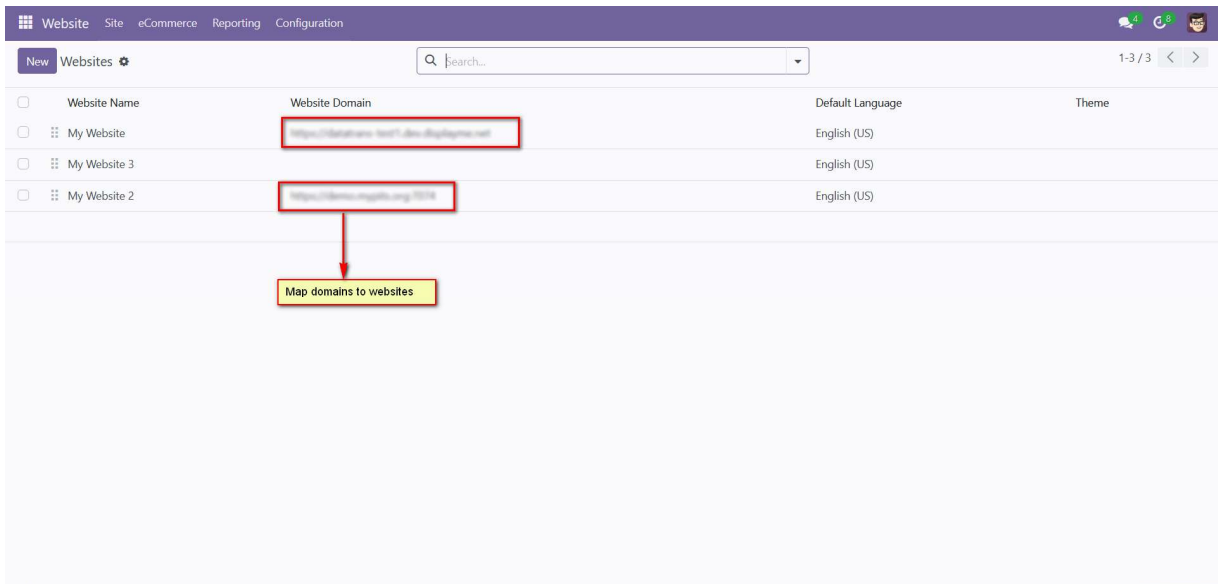 Website Site eCommerce Reporting Configuration 4 8
New Websites Search... 1-3 / 3
Website Name Website Domain Default Language Theme
My Website English (US)
My Website 3 English (US)
My Website 2 English (US)
Map domains to websites